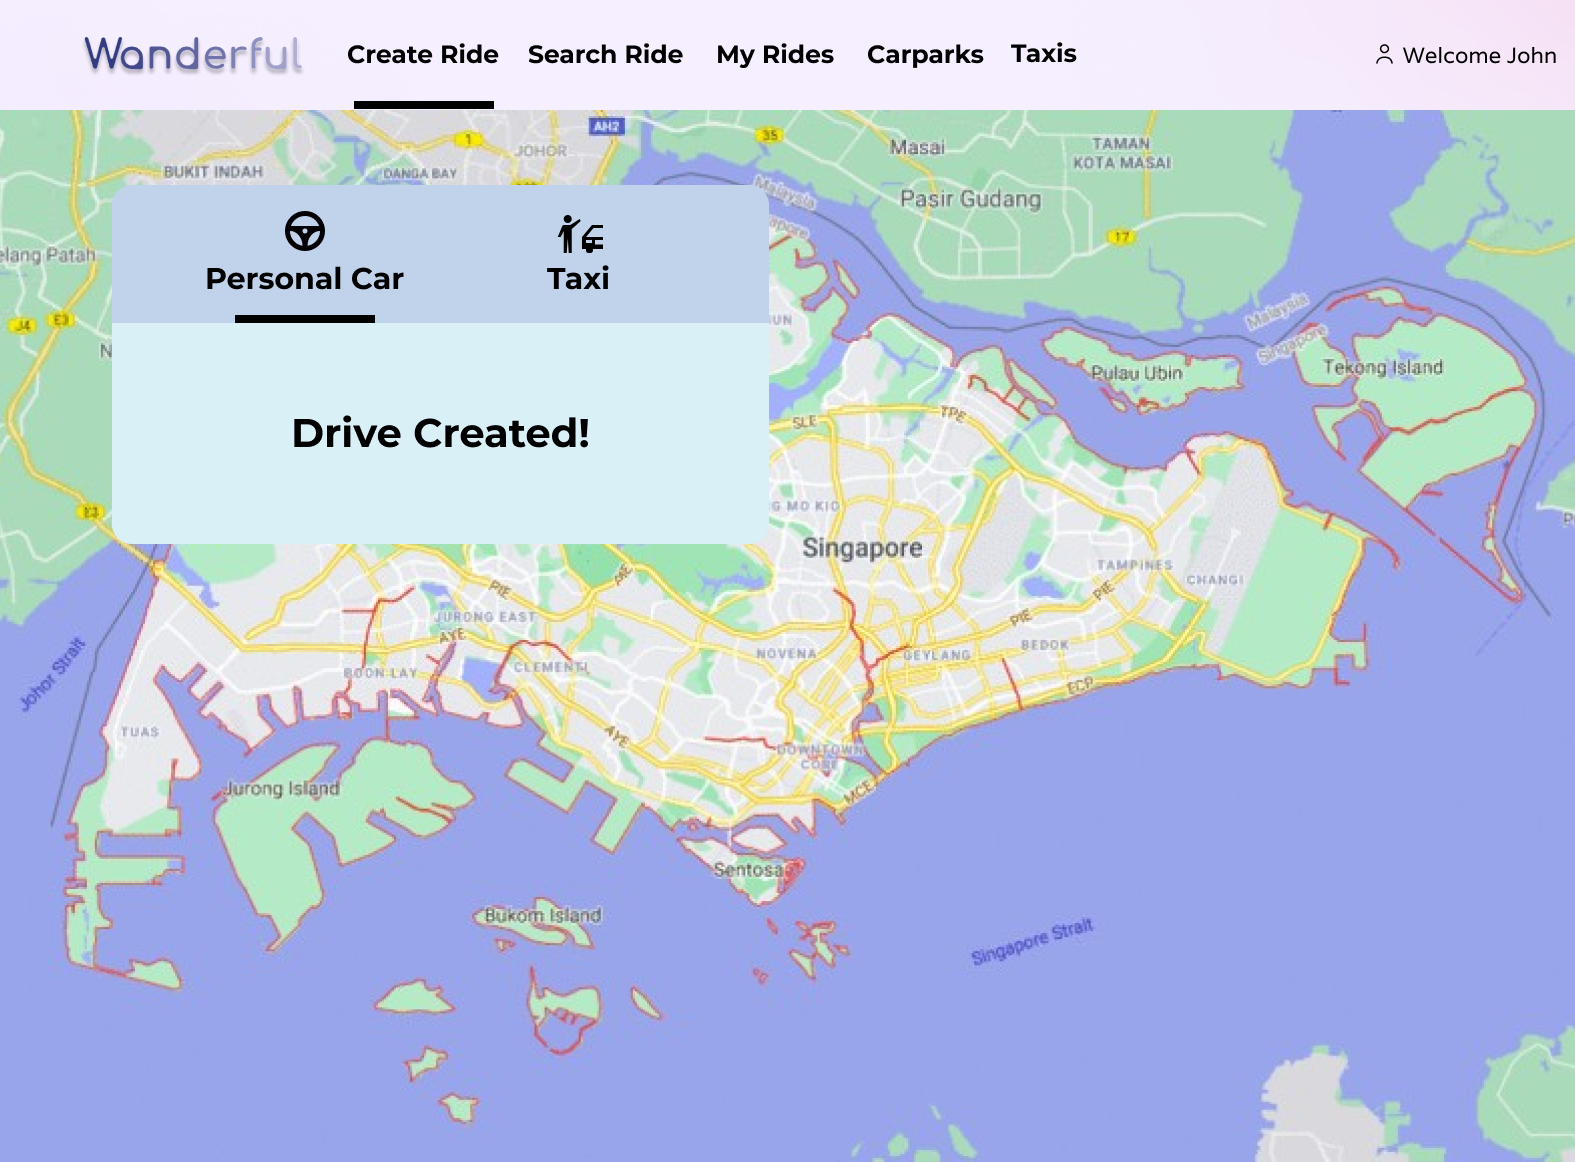 Wanderful
Create Ride
Search Ride
My Rides
Carparks
Taxis
Welcome John
AH2
1
35
JOHOR
Masai
TAMAN
KOTA MASAI
BUKIT INDAH
DANGA BAY
Malaysia
Pasir Gudang
17
Personal Car
Taxi
elang Patah
J4
E3
Malaysia
Singapore
Pulau Ubin
Tekong Island
SLE
TPE
Drive Created!
E3
G MO KIO
Singapore
TAMPINES
CHANGI
PIE
PIE
PIE
JURONG EAST
AYE
BOON LAY
CLEMENTI
NOVENA
GEYLANG
BEDOK
ECP
Johor Strait
TUAS
AYE
DOWNTOWN
CORE
MCE
Jurong Island
Sentosa
Bukom Island
Singapore Strait